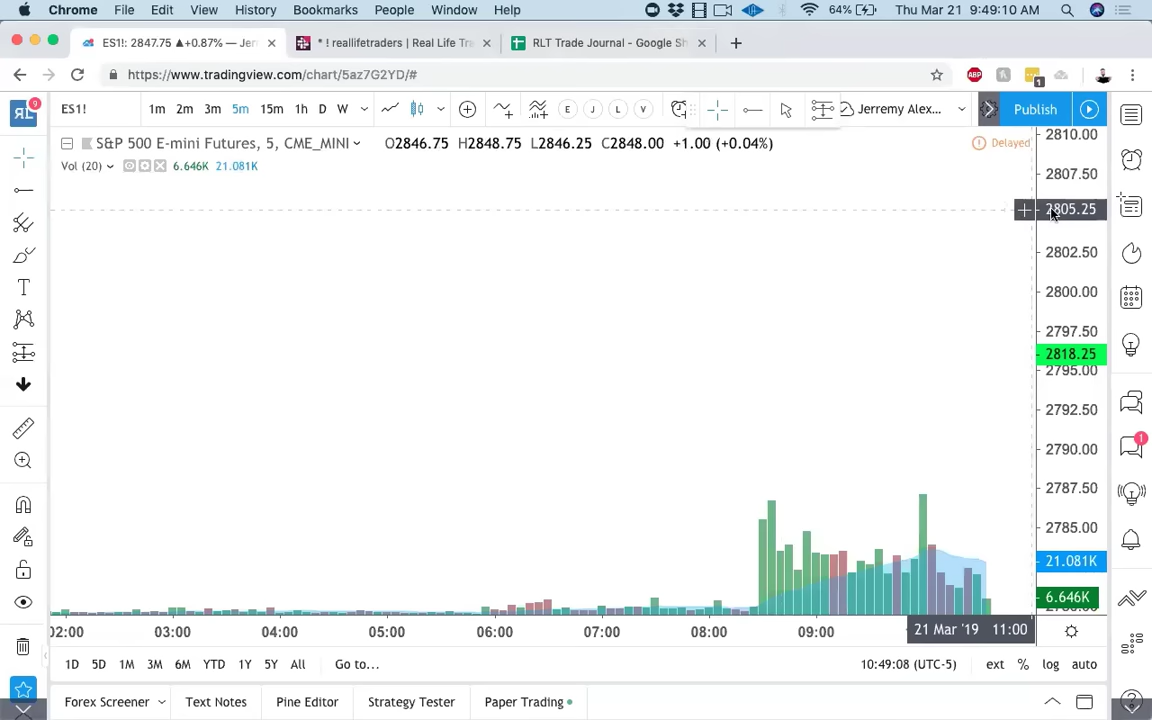 Chrome File Edit View History Bookmarks People Window Help 64% Thu Mar 21 9:49:10 AM
ES1!: 2847.75 ▲+0.87% — Jer
* ! reallifetraders | Real Life Tra
RLT Trade Journal - Google Sh
https://www.tradingview.com/chart/5az7G2YD/#
ABP
1
RL 9 ES1! 1m 2m 3m 5m 15m 1h D W E J L V Jerremy Alex... Publish
S&P 500 E-mini Futures, 5, CME_MINI O2846.75 H2848.75 L2846.25 C2848.00 +1.00 (+0.04%) Delayed
Vol (20) 6.646K 21.081K
2810.00
2807.50
2805.25
2802.50
2800.00
2797.50
2818.25
2795.00
2792.50
2790.00
2787.50
2785.00
21.081K
6.646K
1
T
02:00 03:00 04:00 05:00 06:00 07:00 08:00 09:00 21 Mar '19 11:00
1D 5D 1M 3M 6M YTD 1Y 5Y All Go to... 10:49:08 (UTC-5) ext % log auto
Forex Screener Text Notes Pine Editor Strategy Tester Paper Trading